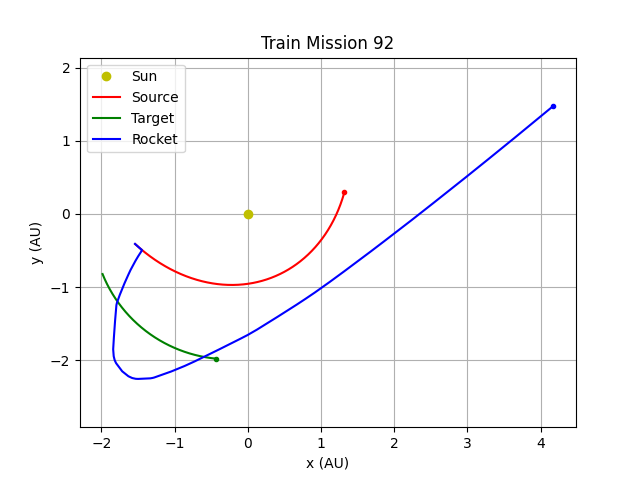 Train Mission 92
Sun
Source
Target
Rocket
y (AU)
2
1
0
−1
−2
−2
−1
0
1
2
3
4
x (AU)